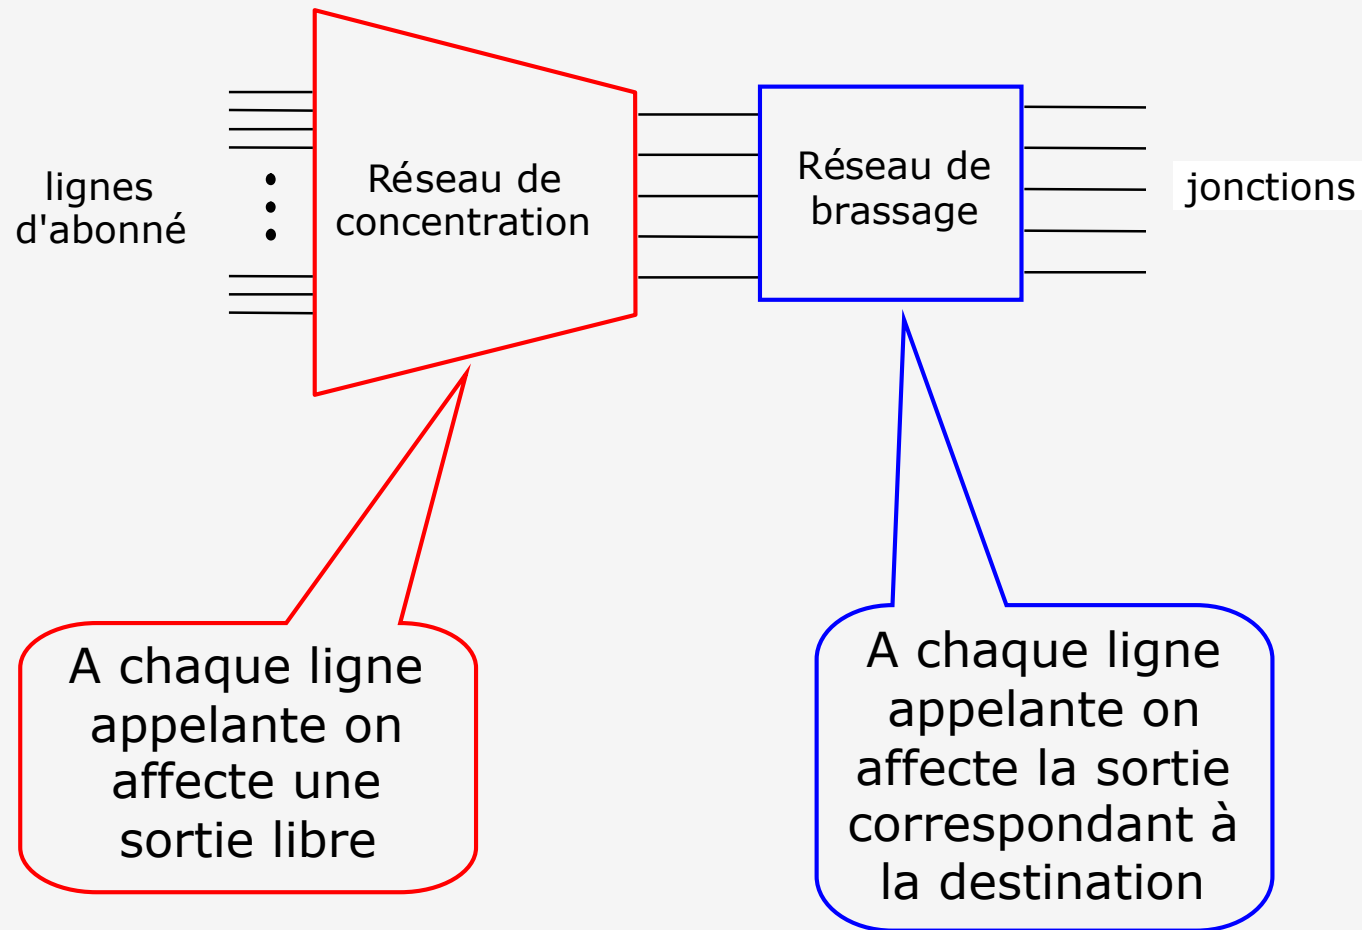 lignes
d'abonné
Réseau de
concentration
Réseau de
brassage
jonctions
A chaque ligne
appelante on
affecte une
sortie libre
A chaque ligne
appelante on
affecte la sortie
correspondant à
la destination